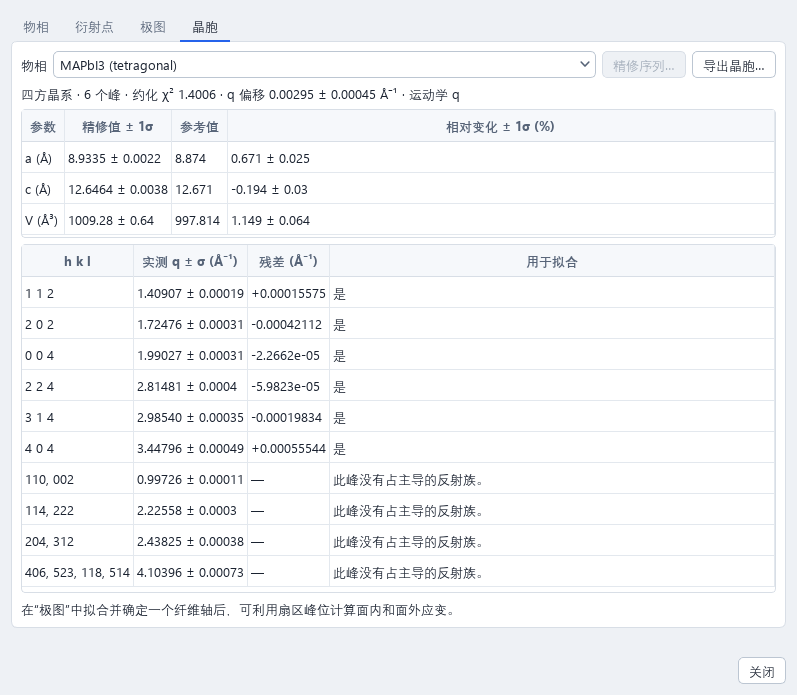 物相 衍射点 极图 晶胞
物相 MAPbI3 (tetragonal) 精修序列... 导出晶胞...
四方晶系 · 6 个峰 · 约化 χ² 1.4006 · q 偏移 0.00295 ± 0.00045 Å⁻¹ · 运动学 q
参数 精修值 ± 1σ 参考值 相对变化 ± 1σ (%)
a (Å) 8.9335 ± 0.0022 8.874 0.671 ± 0.025
c (Å) 12.6464 ± 0.0038 12.671 -0.194 ± 0.03
V (Å³) 1009.28 ± 0.64 997.814 1.149 ± 0.064
h k l 实测 q ± σ (Å⁻¹) 残差 (Å⁻¹) 用于拟合
1 1 2 1.40907 ± 0.00019 +0.00015575 是
2 0 2 1.72476 ± 0.00031 -0.00042112 是
0 0 4 1.99027 ± 0.00031 -2.2662e-05 是
2 2 4 2.81481 ± 0.0004 -5.9823e-05 是
3 1 4 2.98540 ± 0.00035 -0.00019834 是
4 0 4 3.44796 ± 0.00049 +0.00055544 是
110, 002 0.99726 ± 0.00011 — 此峰没有占主导的反射族。
114, 222 2.22558 ± 0.0003 — 此峰没有占主导的反射族。
204, 312 2.43825 ± 0.00038 — 此峰没有占主导的反射族。
406, 523, 118, 514 4.10396 ± 0.00073 — 此峰没有占主导的反射族。
在“极图”中拟合并确定一个纤维轴后，可利用扇区峰位计算面内和面外应变。
关闭